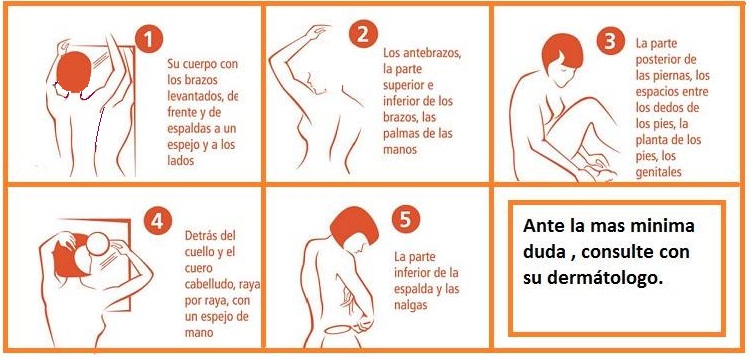 1
Su cuerpo con
los brazos
levantados, de
frente y de
espaldas a un
espejo y a los
lados
2
Los antebrazos,
la parte
superior e
inferior de los
brazos, las
palmas de las
manos
3
La parte
posterior de
las piernas, los
espacios entre
los dedos de
los pies, la
planta de los
pies, los
genitales
4
Detrás del
cuello y el
cuero
cabelludo, raya
por raya, con
un espejo de
mano
5
La parte
inferior de la
espalda y las
nalgas
Ante la mas minima
duda , consulte con
su dermátologo.